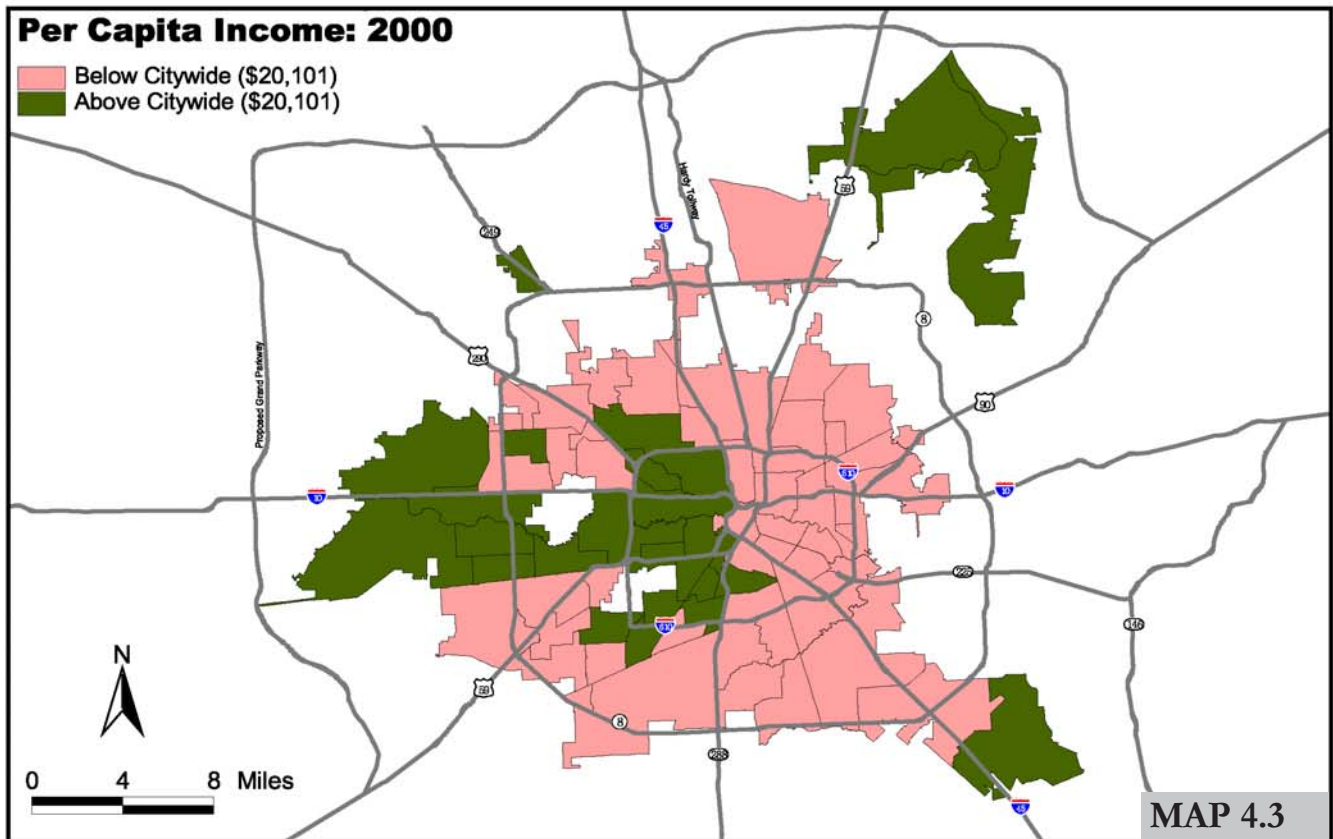 Per Capita Income: 2000
Below Citywide ($20,101)
Above Citywide ($20,101)
Hardy Tollway
59
45
249
8
290
Proposed Grand Parkway
90
610
10
10
225
146
610
59
8
288
45
N
0 4 8 Miles
MAP 4.3